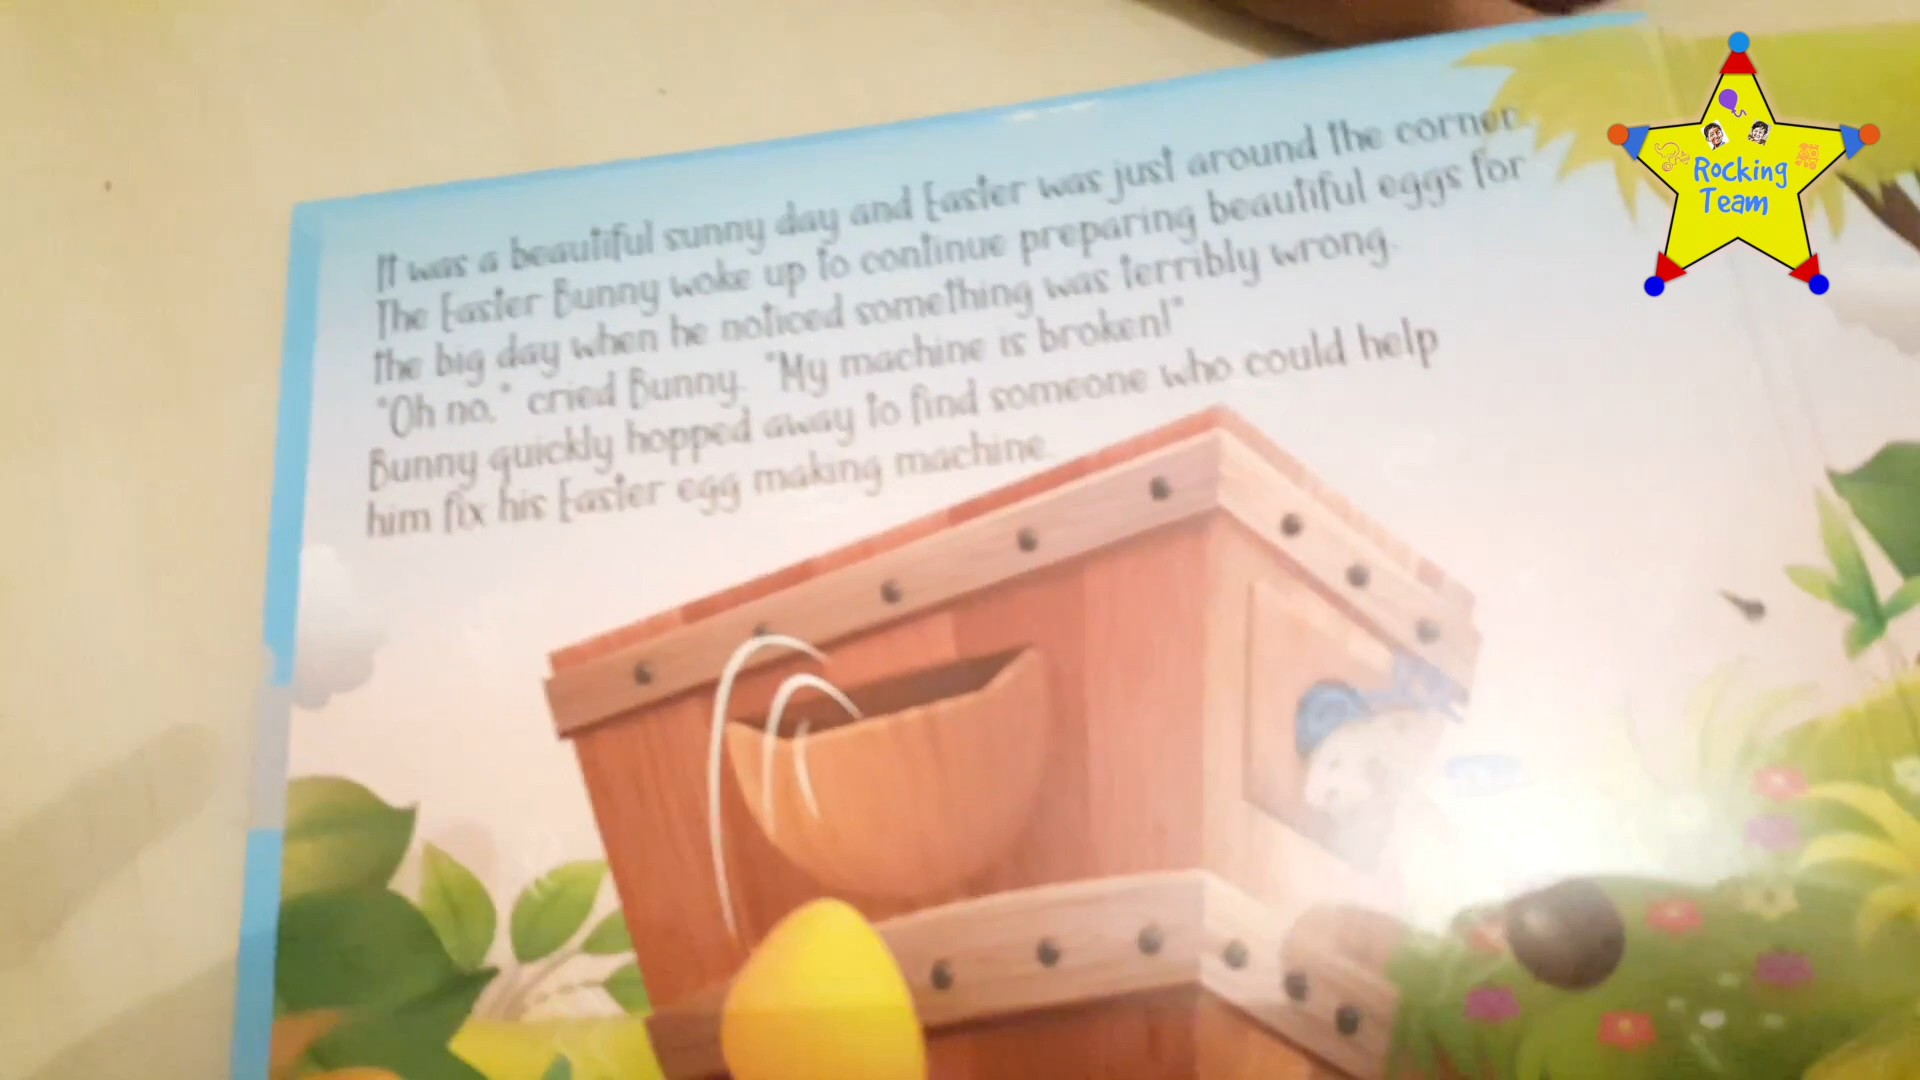 It was a beautiful sunny day and Easter was just around the corner.
The Easter Bunny woke up to continue preparing beautiful eggs for
the big day when he noticed something was terribly wrong.
"Oh no," cried Bunny. "My machine is broken!"
Bunny quickly hopped away to find someone who could help
him fix his Easter egg making machine.
Rocking
Team